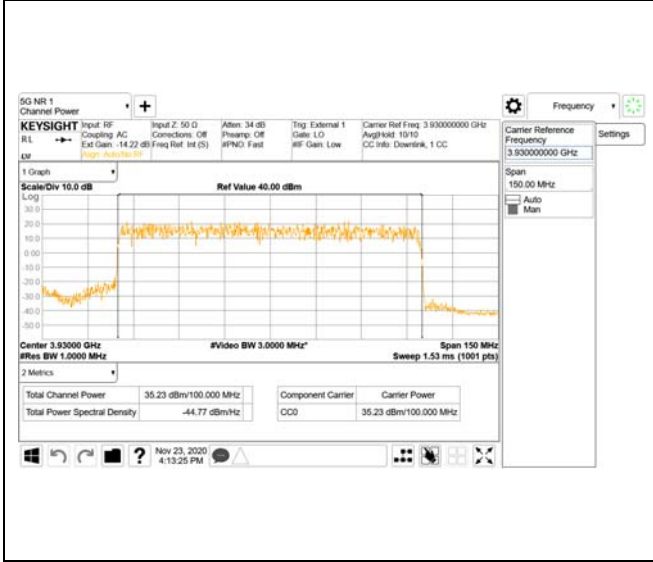 5G NR 1
Channel Power
Frequency
KEYSIGHT
RL
Input: RF
Coupling: AC
Ext Gain: -14.22 dB
Align: Auto/No RF
Input Z: 50 Ω
Corrections: Off
Freq Ref: Int (S)
Atten: 34 dB
Preamp: Off
#PNO: Fast
Trig: External 1
Gate: LO
#IF Gain: Low
Carrier Ref Freq: 3.930000000 GHz
Avg|Hold: 10/10
CC Info: Downlink, 1 CC
Carrier Reference
Frequency
3.930000000 GHz
Settings
Span
150.00 MHz
Auto
Man
1 Graph
Scale/Div 10.0 dB
Ref Value 40.00 dBm
Log
30.0
20.0
10.0
0.00
-10.0
-20.0
-30.0
-40.0
-50.0
Center 3.93000 GHz
#Video BW 3.0000 MHz*
Span 150 MHz
#Res BW 1.0000 MHz
Sweep 1.53 ms (1001 pts)
2 Metrics
Total Channel Power 35.23 dBm/100.000 MHz
Total Power Spectral Density -44.77 dBm/Hz
Component Carrier Carrier Power
CC0 35.23 dBm/100.000 MHz
?
Nov 23, 2020
4:13:25 PM